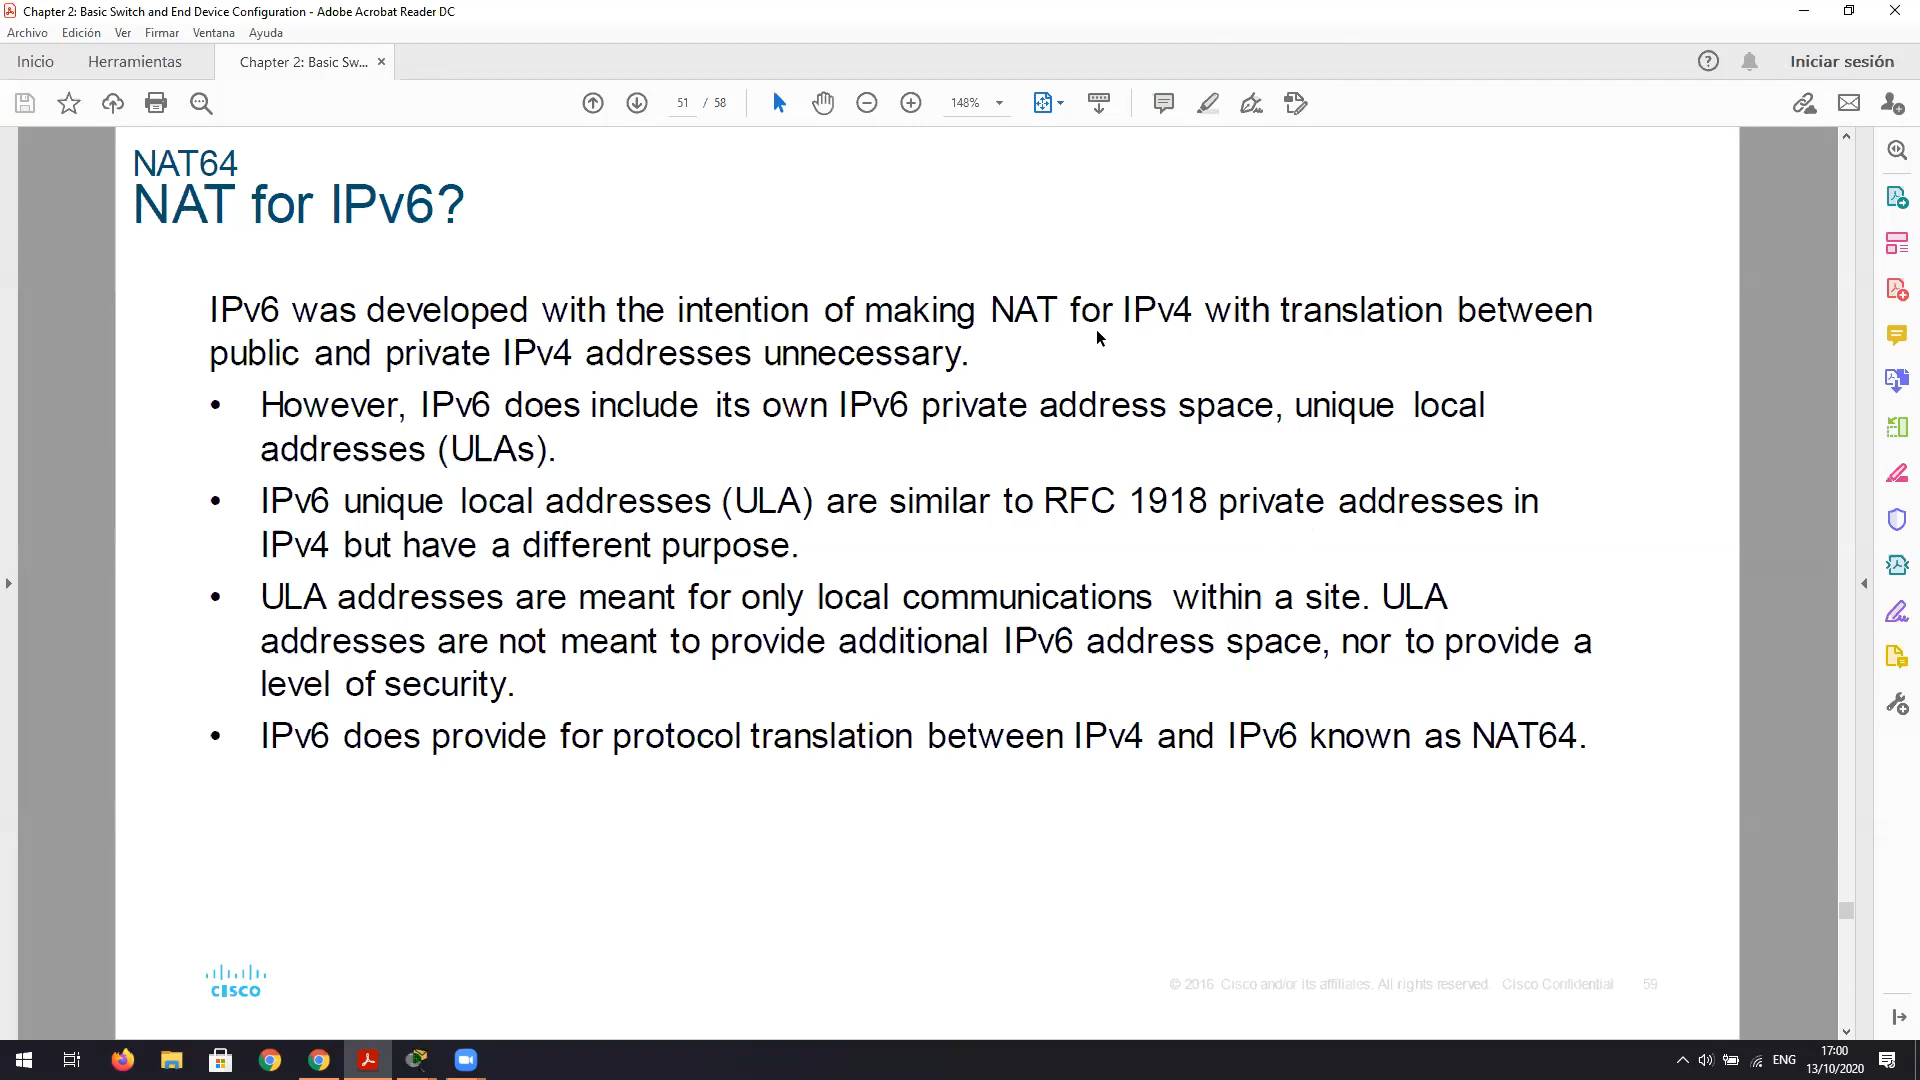 Chapter 2: Basic Switch and End Device Configuration - Adobe Acrobat Reader DC
Archivo Edición Ver Firmar Ventana Ayuda
Inicio Herramientas Chapter 2: Basic Sw... × Iniciar sesión
51 / 58 148%
NAT64
NAT for IPv6?
IPv6 was developed with the intention of making NAT for IPv4 with translation between
public and private IPv4 addresses unnecessary.
• However, IPv6 does include its own IPv6 private address space, unique local
addresses (ULAs).
• IPv6 unique local addresses (ULA) are similar to RFC 1918 private addresses in
IPv4 but have a different purpose.
• ULA addresses are meant for only local communications within a site. ULA
addresses are not meant to provide additional IPv6 address space, nor to provide a
level of security.
• IPv6 does provide for protocol translation between IPv4 and IPv6 known as NAT64.
CISCO
© 2016 Cisco and/or its affiliates. All rights reserved. Cisco Confidential 59
ENG
17:00
13/10/2020